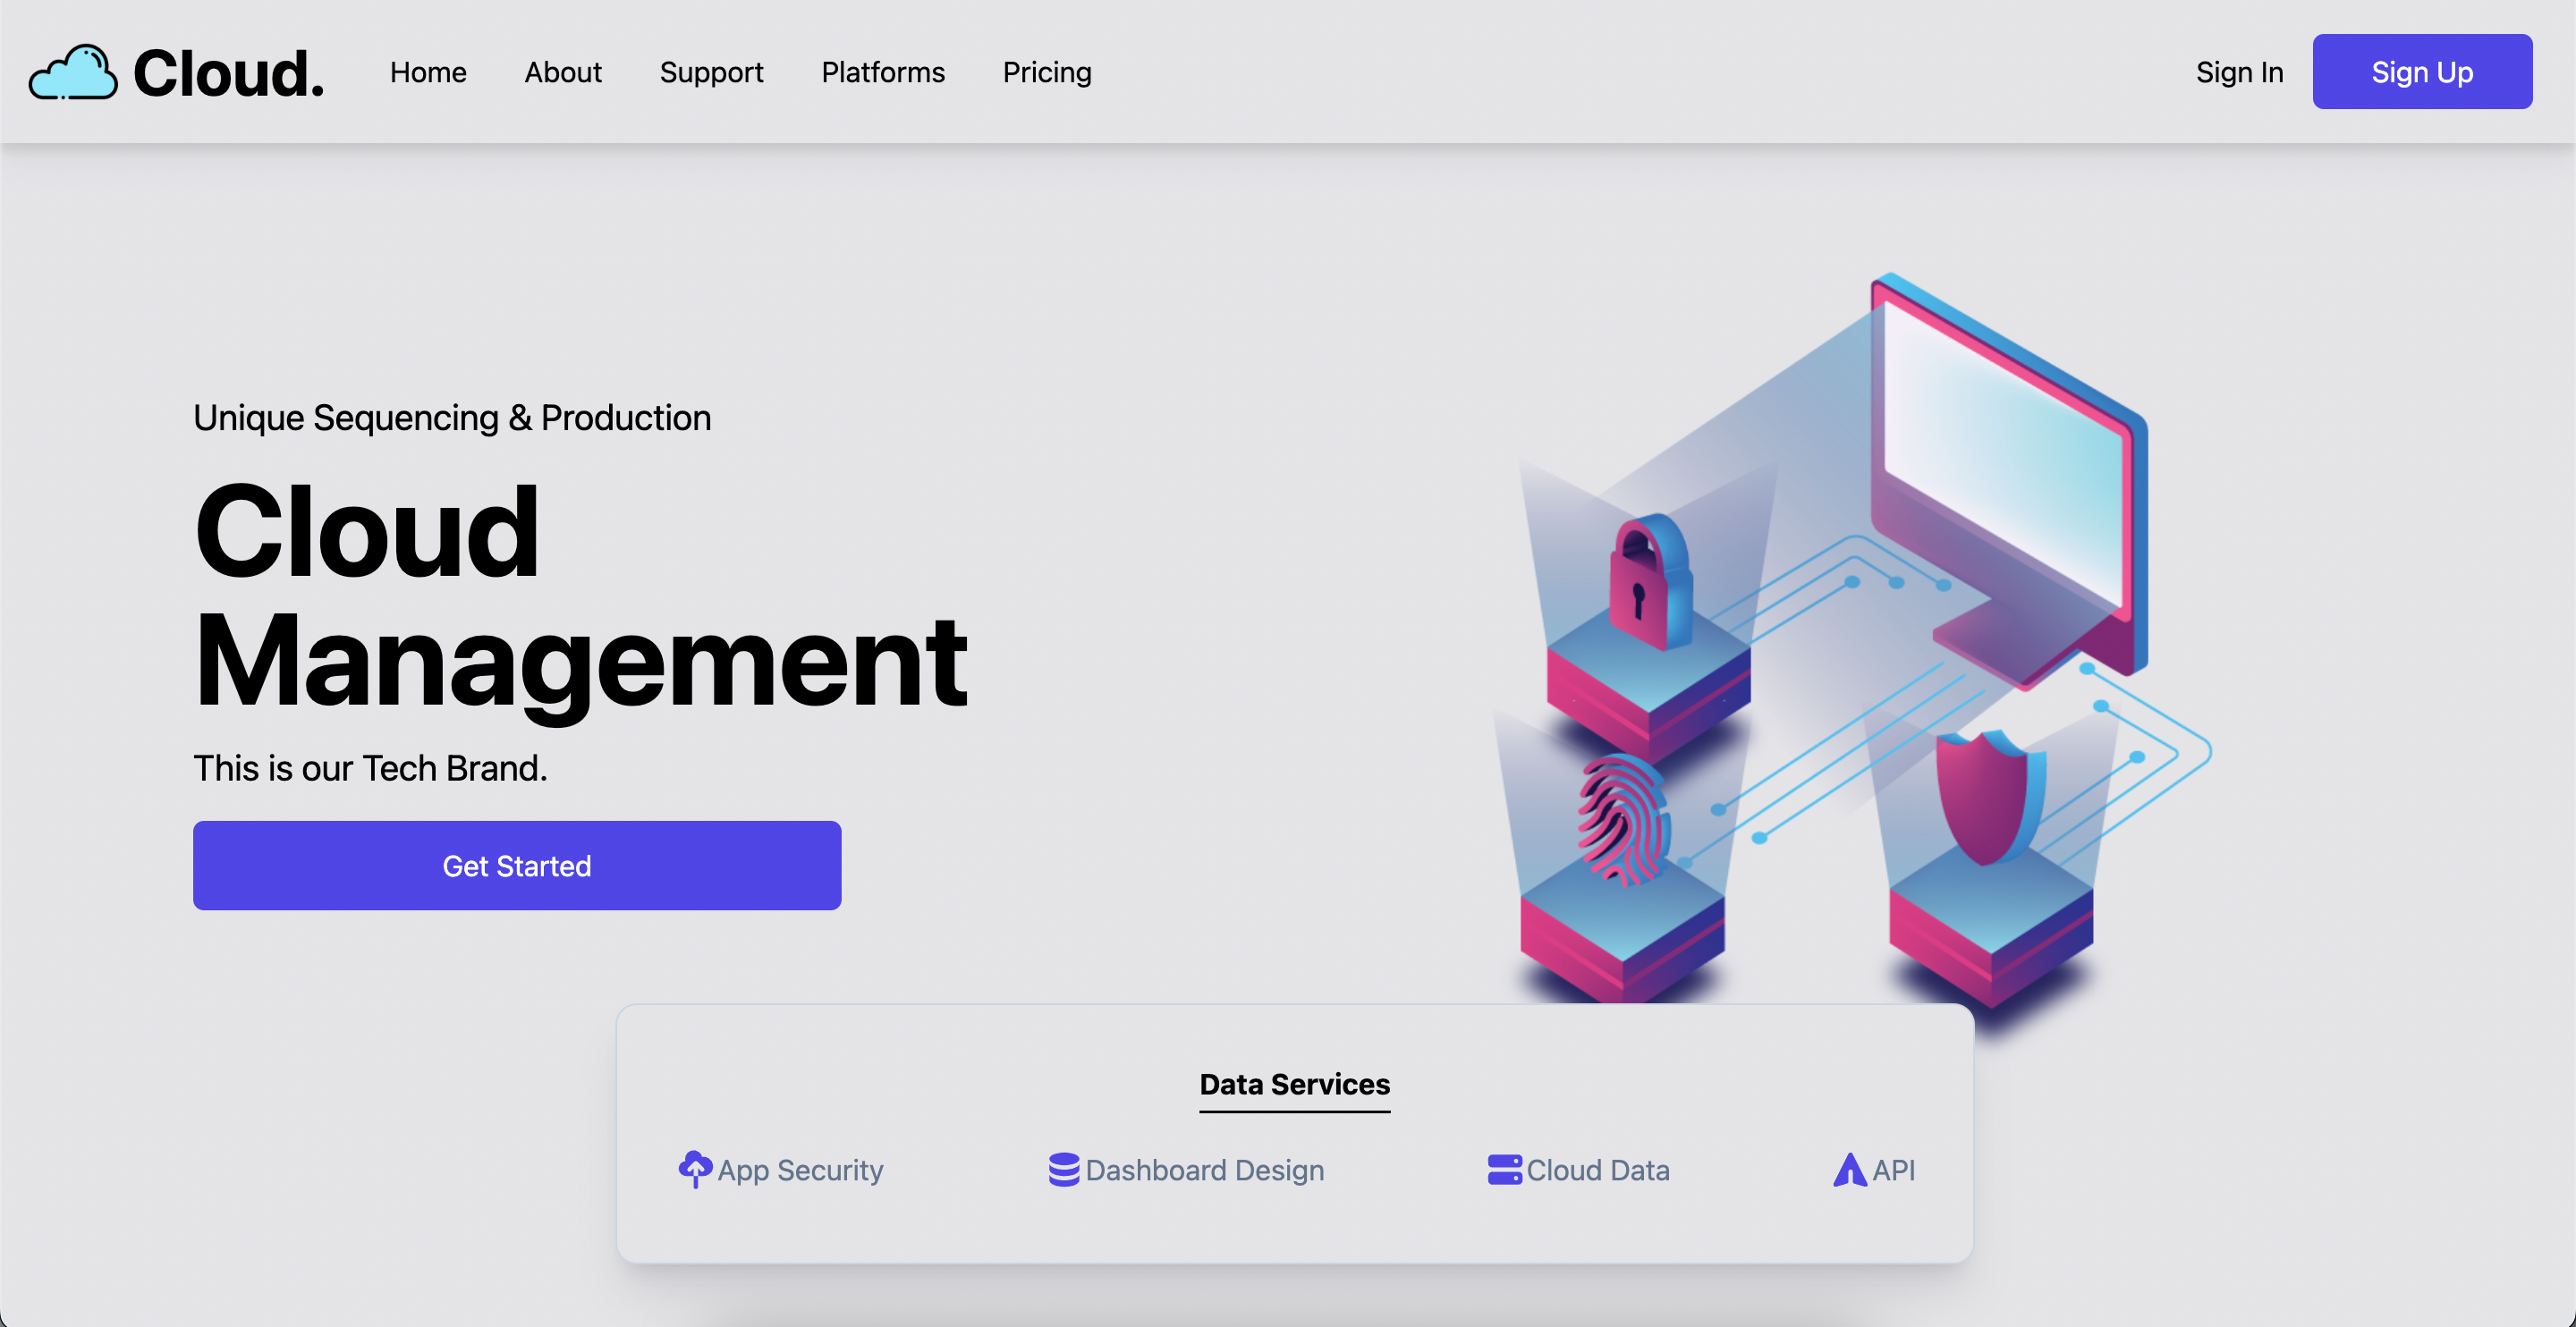 Cloud. Home About Support Platforms Pricing Sign In Sign Up
Unique Sequencing & Production
Cloud
Management
This is our Tech Brand.
Get Started
Data Services
App Security Dashboard Design Cloud Data API